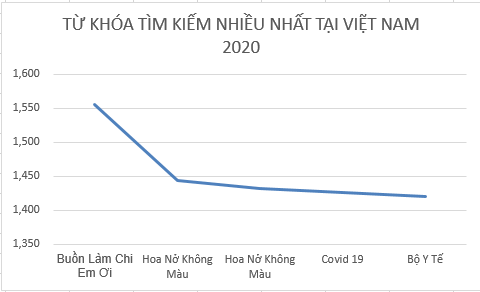 TỪ KHÓA TÌM KIẾM NHIỀU NHẤT TẠI VIỆT NAM
2020
1,600
1,550
1,500
1,450
1,400
1,350
Buồn Làm Chi
Em Ơi
Hoa Nở Không
Màu
Hoa Nở Không
Màu
Covid 19
Bộ Y Tế